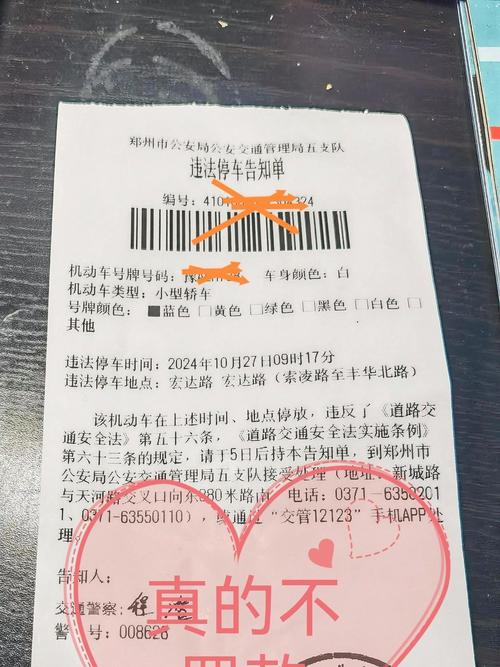 郑州市公安局公安交通管理局五支队
违法停车告知单
编号：4101 304324
机动车号牌号码：豫 车身颜色：白
机动车类型：小型轿车
号牌颜色：■蓝色 □黄色 □绿色 □黑色 □白色 □
其他
违法停车时间：2024年10月27日09时17分
违法停车地点：宏达路 宏达路（索凌路至丰华北路）
该机动车在上述时间、地点停放，违反了《道路交
通安全法》第五十六条，《道路交通安全法实施条例》
第六十三条的规定，请于5日后持本告知单，到郑州市
公安局公安交通管理局五支队接受处理（地址：新城路
与天河路交叉口向东380米路南 电话：0371-6350201
1、0371-63550110），或通过“交管12123”手机APP处
理。
告知人：
交通警察：程
警 号：008628
真的不
罚款